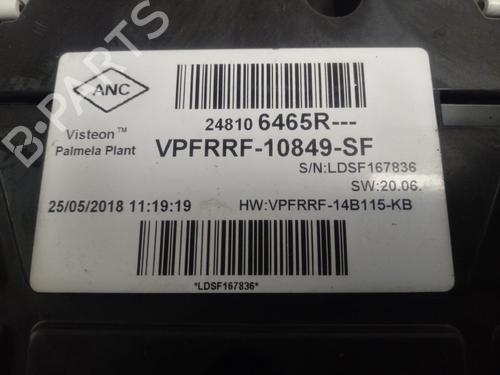 B-PARTS
ANC
Visteon™
Palmela Plant
24810 6465R---
VPFRRF-10849-SF
S/N:LDSF167836
SW:20.06.
25/05/2018 11:19:19
HW:VPFRRF-14B115-KB
*LDSF167836*